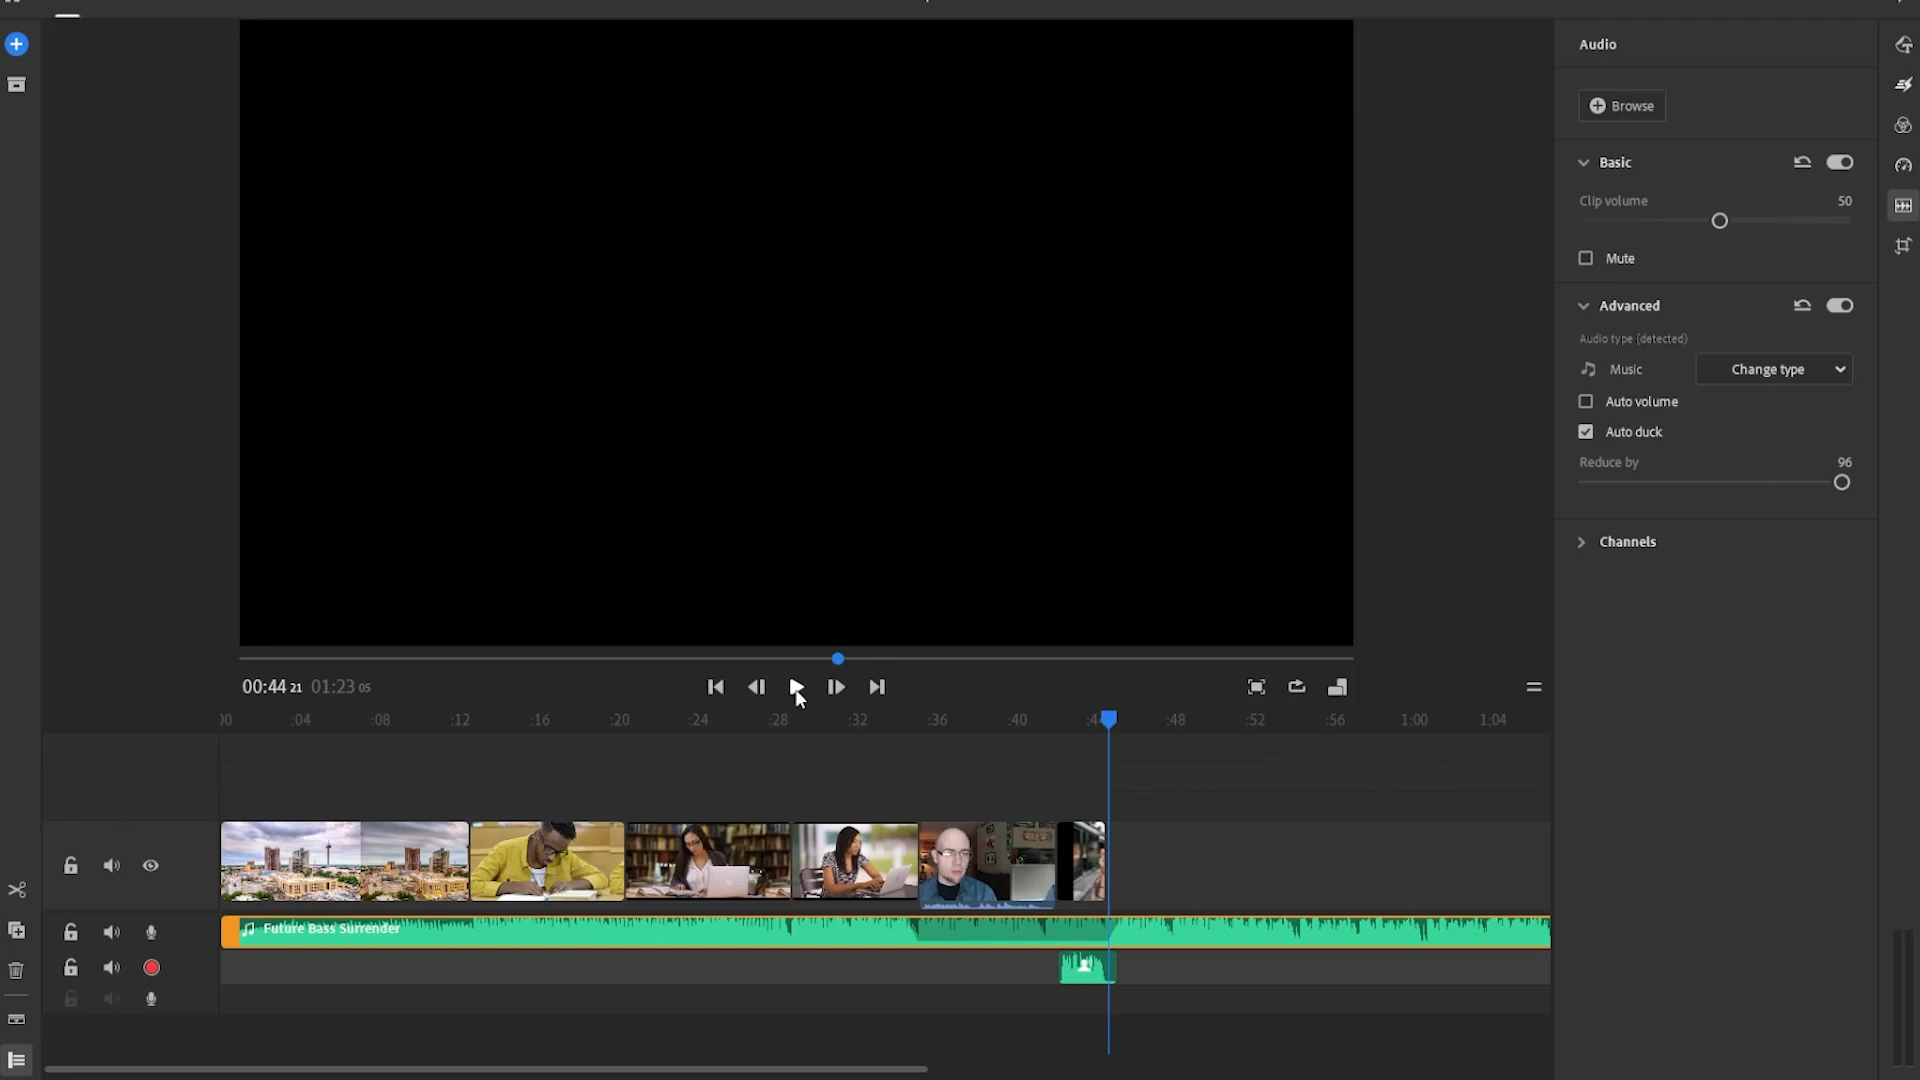 Audio
Browse
Basic
Clip volume 50
Mute
Advanced
Audio type (detected)
Music Change type
Auto volume
Auto duck
Reduce by 96
Channels
00:44 21 01:23 05
00 :04 :08 :12 :16 :20 :24 :28 :32 :36 :40 :44 :48 :52 :56 1:00 1:04
Future Bass Surrender